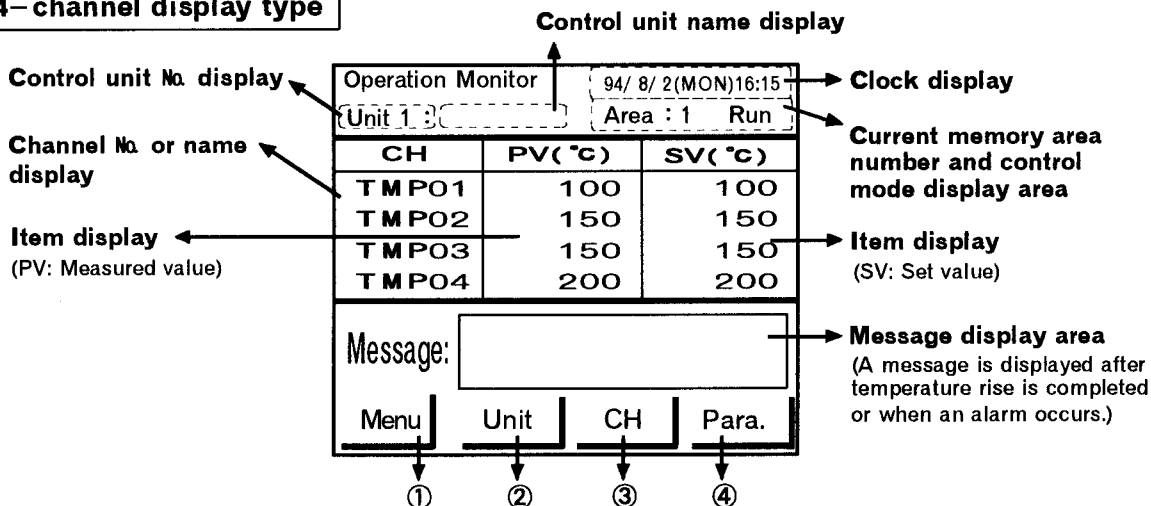 4-channel display type
Control unit name display
Control unit No. display
Operation Monitor
94/ 8/ 2(MON)16:15
Clock display
Unit 1 :
Area : 1 Run
Current memory area
number and control
mode display area
Channel No. or name
display
CH PV(°C) SV(°C)
TMP01 100 100
TMP02 150 150
TMP03 150 150
TMP04 200 200
Item display
(PV: Measured value)
Item display
(SV: Set value)
Message:
Message display area
(A message is displayed after
temperature rise is completed
or when an alarm occurs.)
Menu Unit CH Para.
① ② ③ ④